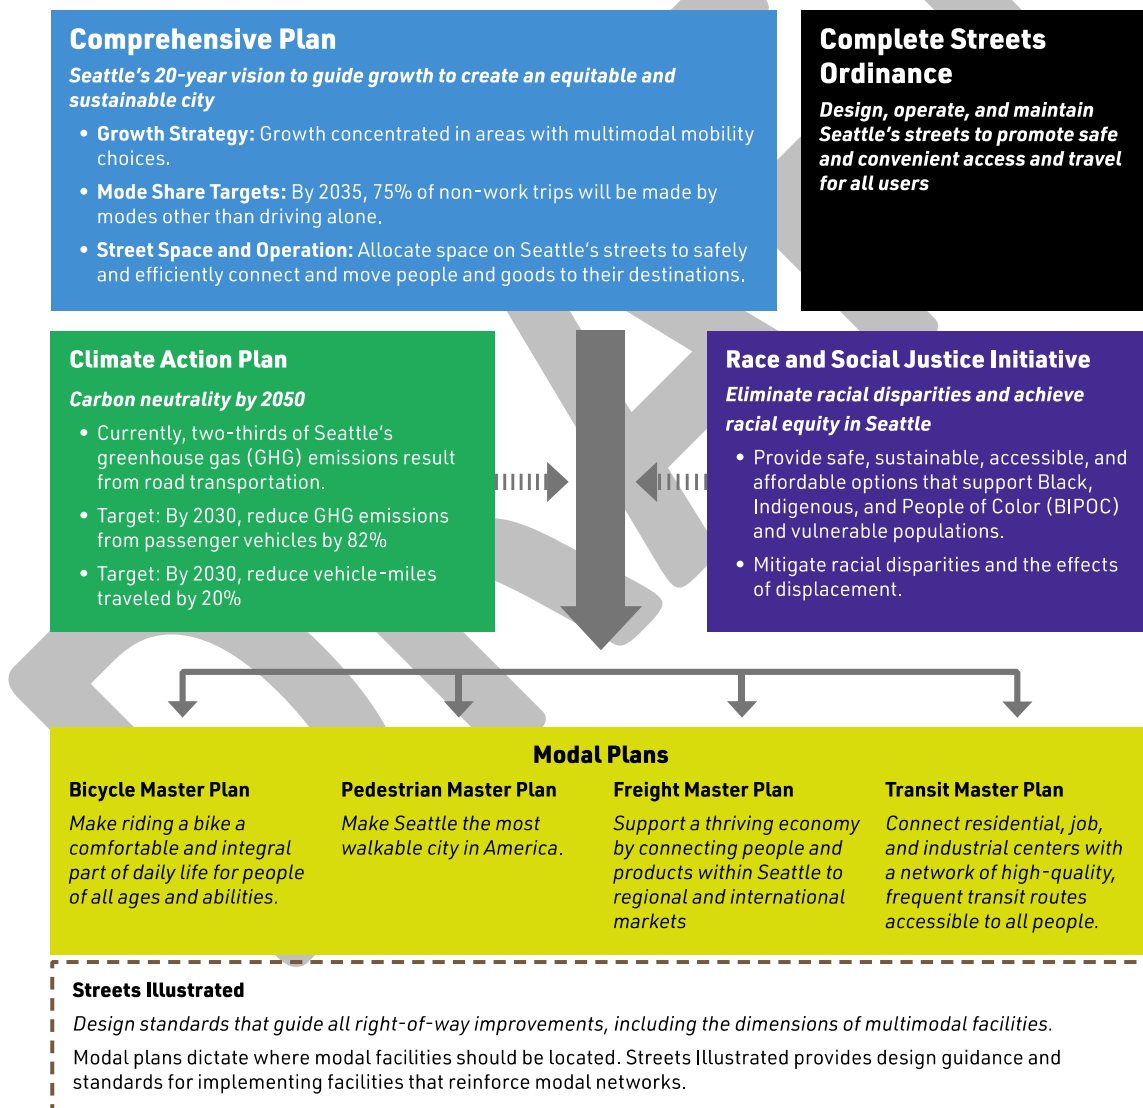 Comprehensive Plan
Seattle's 20-year vision to guide growth to create an equitable and
sustainable city
• Growth Strategy: Growth concentrated in areas with multimodal mobility
choices.
• Mode Share Targets: By 2035, 75% of non-work trips will be made by
modes other than driving alone.
• Street Space and Operation: Allocate space on Seattle's streets to safely
and efficiently connect and move people and goods to their destinations.
Complete Streets
Ordinance
Design, operate, and maintain
Seattle's streets to promote safe
and convenient access and travel
for all users
Climate Action Plan
Carbon neutrality by 2050
• Currently, two-thirds of Seattle's
greenhouse gas (GHG) emissions result
from road transportation.
• Target: By 2030, reduce GHG emissions
from passenger vehicles by 82%
• Target: By 2030, reduce vehicle-miles
traveled by 20%
Race and Social Justice Initiative
Eliminate racial disparities and achieve
racial equity in Seattle
• Provide safe, sustainable, accessible, and
affordable options that support Black,
Indigenous, and People of Color (BIPOC)
and vulnerable populations.
• Mitigate racial disparities and the effects
of displacement.
Modal Plans
Bicycle Master Plan
Make riding a bike a
comfortable and integral
part of daily life for people
of all ages and abilities.
Pedestrian Master Plan
Make Seattle the most
walkable city in America.
Freight Master Plan
Support a thriving economy
by connecting people and
products within Seattle to
regional and international
markets
Transit Master Plan
Connect residential, job,
and industrial centers with
a network of high-quality,
frequent transit routes
accessible to all people.
Streets Illustrated
Design standards that guide all right-of-way improvements, including the dimensions of multimodal facilities.
Modal plans dictate where modal facilities should be located. Streets Illustrated provides design guidance and
standards for implementing facilities that reinforce modal networks.